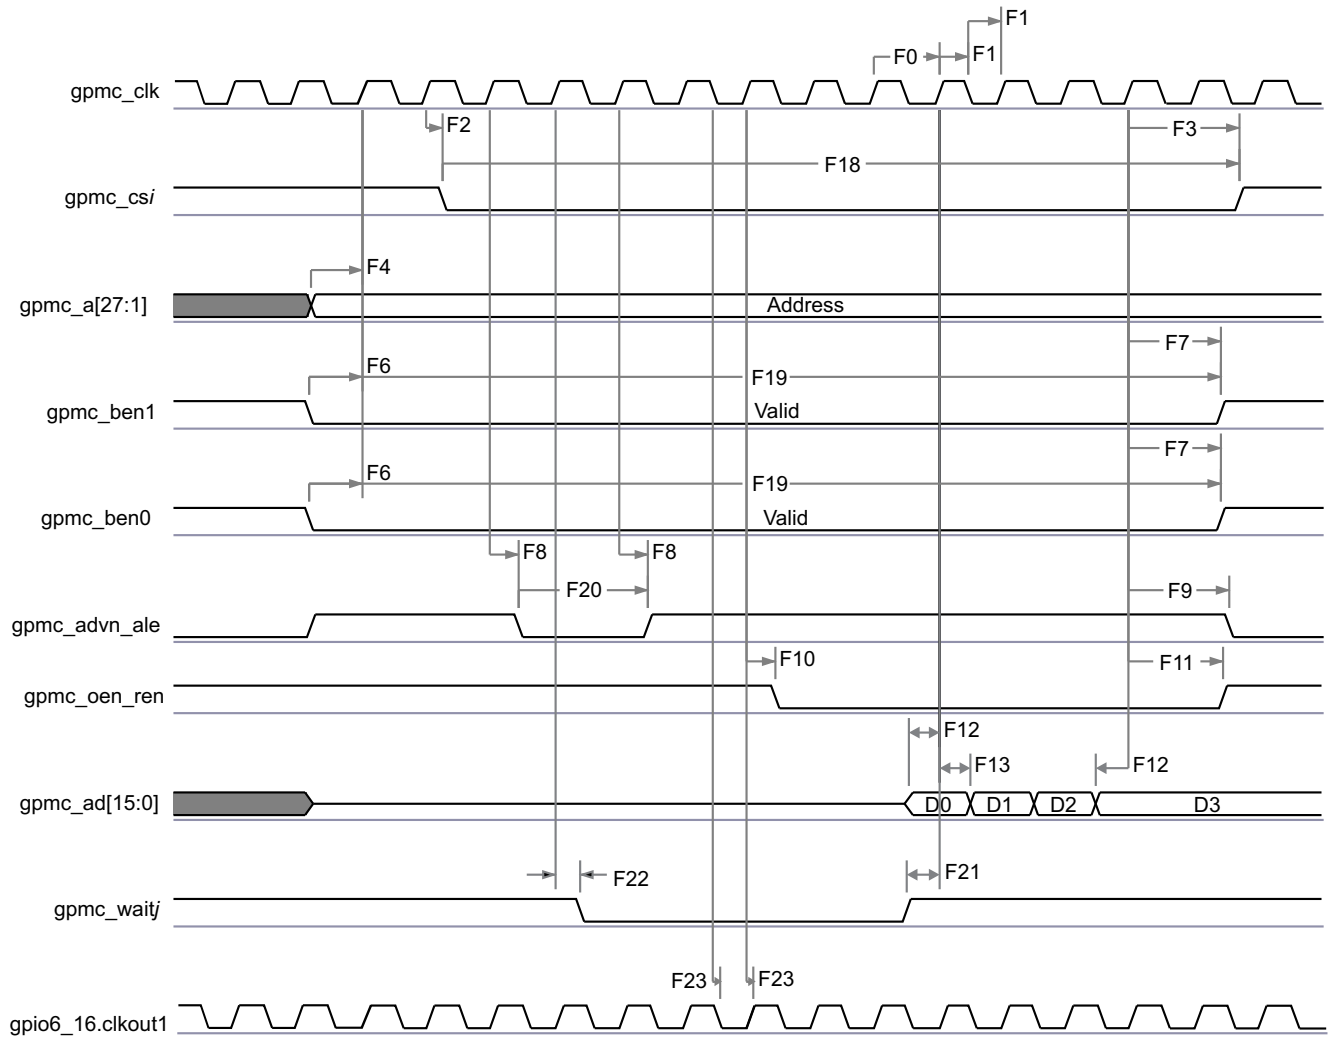 F1
F0 F1
gpmc_clk
F2 F3
F18
gpmc_csi
F4
gpmc_a[27:1] Address
F7
F6 F19
gpmc_ben1 Valid
F7
F6 F19
gpmc_ben0 Valid
F8 F8
F20 F9
gpmc_advn_ale
F10 F11
gpmc_oen_ren
F12
F13 F12
gpmc_ad[15:0] D0 D1 D2 D3
F22 F21
gpmc_waitj
F23 F23
gpio6_16.clkout1